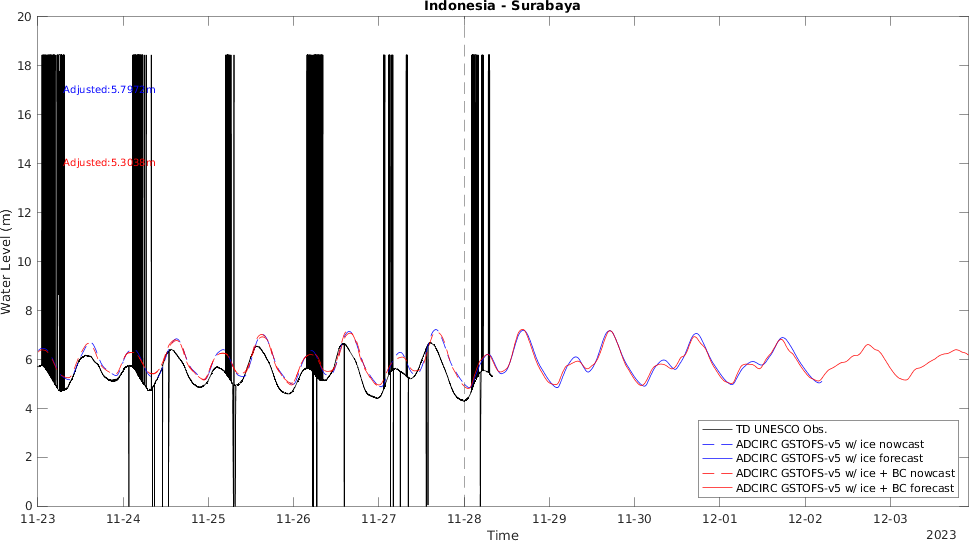 Indonesia - Surabaya
20
18
16
14
12
10
8
6
4
2
0
Water Level (m)
Adjusted:5.
Adjusted:5.
TD UNESCO Obs.
ADCIRC GSTOFS-v5 w/ ice nowcast
ADCIRC GSTOFS-v5 w/ ice forecast
ADCIRC GSTOFS-v5 w/ ice + BC nowcast
ADCIRC GSTOFS-v5 w/ ice + BC forecast
11-23 11-24 11-25 11-26 11-27 11-28 11-29 11-30 12-01 12-02 12-03
Time
2023